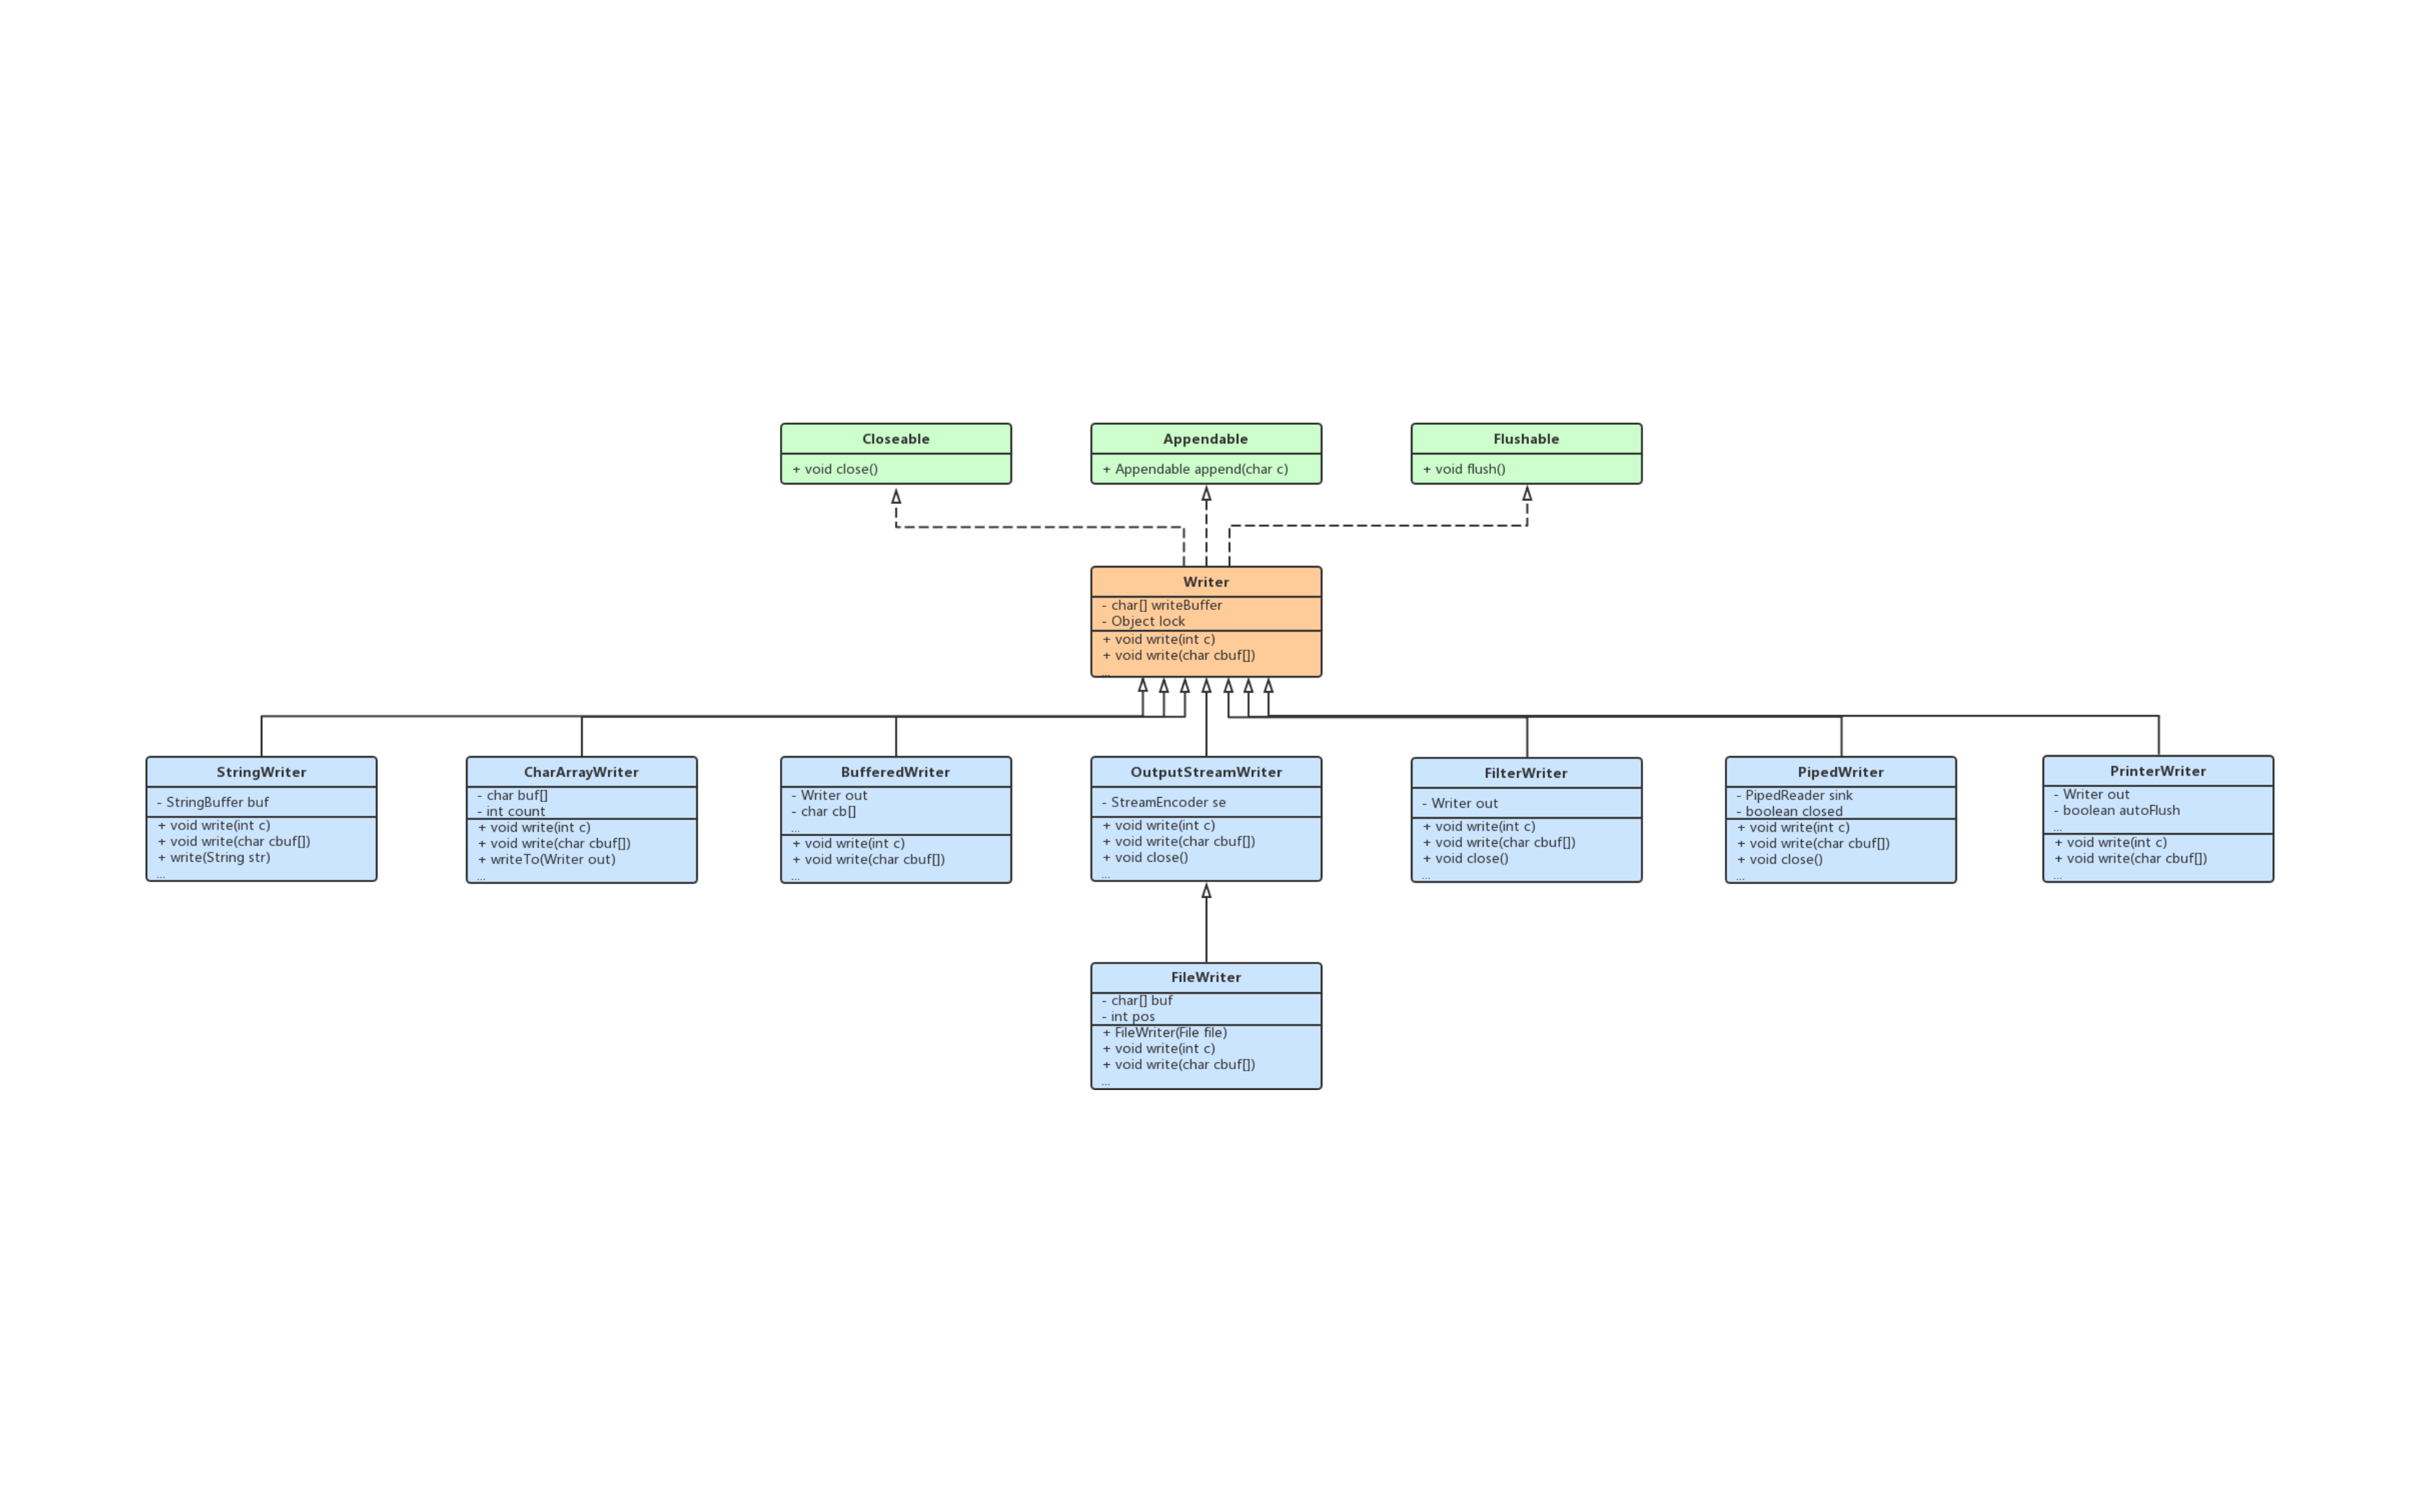 Closeable
+ void close()
Appendable
+ Appendable append(char c)
Flushable
+ void flush()
Writer
- char[] writeBuffer
- Object lock
+ void write(int c)
+ void write(char cbuf[])
...
StringWriter
- StringBuffer buf
+ void write(int c)
+ void write(char cbuf[])
+ write(String str)
...
CharArrayWriter
- char buf[]
- int count
+ void write(int c)
+ void write(char cbuf[])
+ writeTo(Writer out)
...
BufferedWriter
- Writer out
- char cb[]
...
+ void write(int c)
+ void write(char cbuf[])
...
OutputStreamWriter
- StreamEncoder se
+ void write(int c)
+ void write(char cbuf[])
+ void close()
...
FilterWriter
- Writer out
+ void write(int c)
+ void write(char cbuf[])
+ void close()
...
PipedWriter
- PipedReader sink
- boolean closed
+ void write(int c)
+ void write(char cbuf[])
+ void close()
...
PrinterWriter
- Writer out
- boolean autoFlush
...
+ void write(int c)
+ void write(char cbuf[])
...
FileWriter
- char[] buf
- int pos
+ FileWriter(File file)
+ void write(int c)
+ void write(char cbuf[])
...